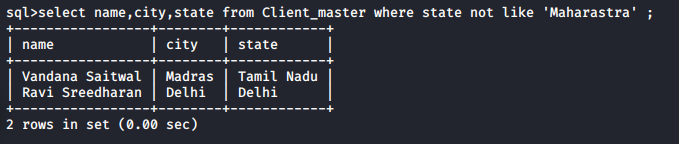 sql>select name,city,state from Client_master where state not like 'Maharastra' ;
+-----------------+--------+------------+
| name            | city   | state      |
+-----------------+--------+------------+
| Vandana Saitwal | Madras | Tamil Nadu |
| Ravi Sreedharan | Delhi  | Delhi      |
+-----------------+--------+------------+
2 rows in set (0.00 sec)